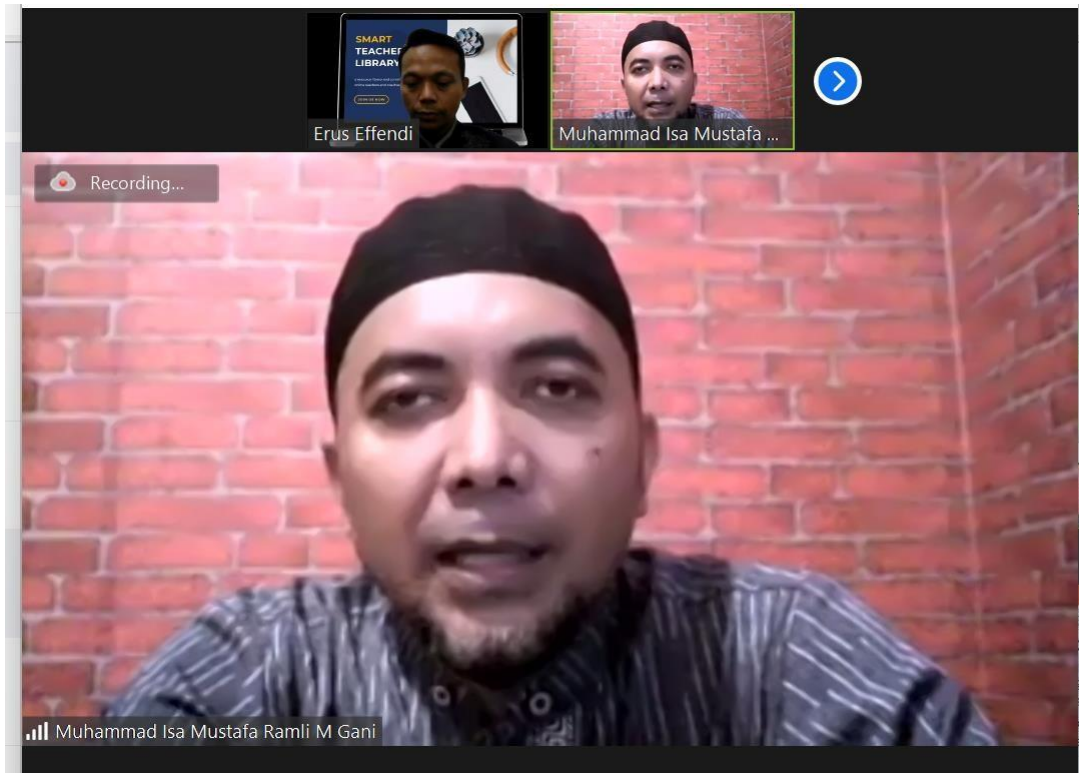 SMART
TEACHER
LIBRARY
Erus Effendi
Muhammad Isa Mustafa ...
Recording...
Muhammad Isa Mustafa Ramli M Gani